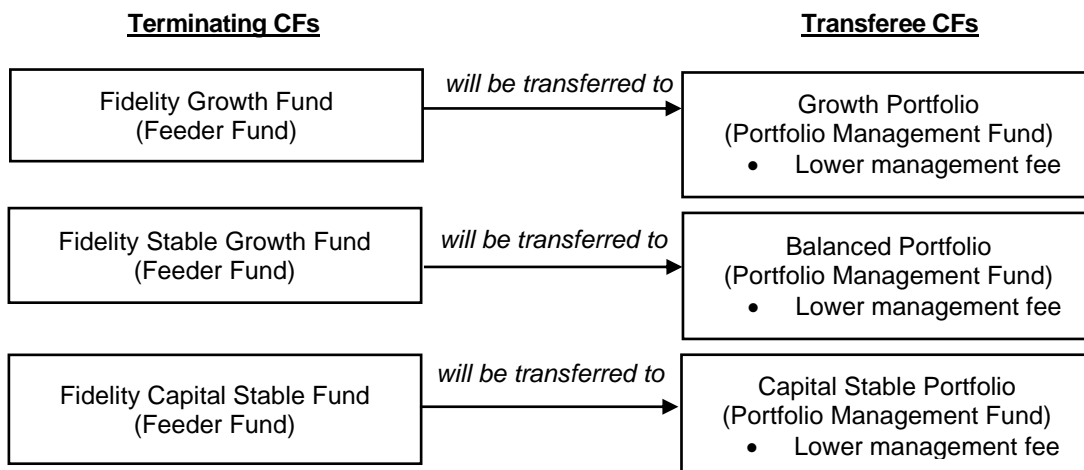 Terminating CFs
Transferee CFs
Fidelity Growth Fund
(Feeder Fund)
will be transferred to
Growth Portfolio
(Portfolio Management Fund)
• Lower management fee
Fidelity Stable Growth Fund
(Feeder Fund)
will be transferred to
Balanced Portfolio
(Portfolio Management Fund)
• Lower management fee
Fidelity Capital Stable Fund
(Feeder Fund)
will be transferred to
Capital Stable Portfolio
(Portfolio Management Fund)
• Lower management fee